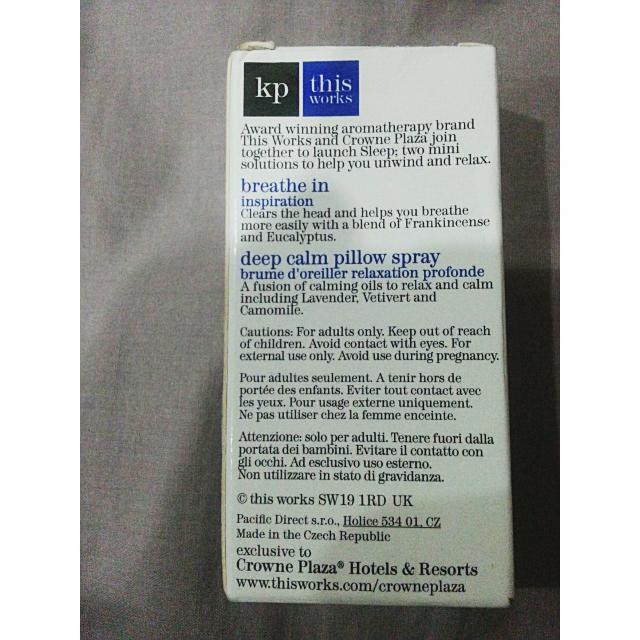 kp
this
works
Award winning aromatherapy brand
This Works and Crowne Plaza join
together to launch Sleep; two mini
solutions to help you unwind and relax.
breathe in
inspiration
Clears the head and helps you breathe
more easily with a blend of Frankincense
and Eucalyptus.
deep calm pillow spray
brume d'oreiller relaxation profonde
A fusion of calming oils to relax and calm
including Lavender, Vetivert and
Camomile.
Cautions: For adults only. Keep out of reach
of children. Avoid contact with eyes. For
external use only. Avoid use during pregnancy.
Pour adultes seulement. A tenir hors de
portée des enfants. Eviter tout contact avec
les yeux. Pour usage externe uniquement.
Ne pas utiliser chez la femme enceinte.
Attenzione: solo per adulti. Tenere fuori dalla
portata dei bambini. Evitare il contatto con
gli occhi. Ad esclusivo uso esterno.
Non utilizzare in stato di gravidanza.
© this works SW19 1RD UK
Pacific Direct s.r.o., Holice 534 01, CZ
Made in the Czech Republic
exclusive to
Crowne Plaza® Hotels & Resorts
www.thisworks.com/crowneplaza